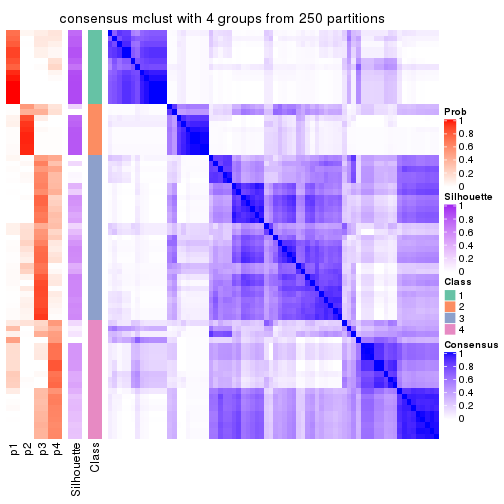 consensus mclust with 4 groups from 250 partitions
Prob
1
0.8
0.6
0.4
0.2
0
Silhouette
1
0.8
0.6
0.4
0.2
0
Class
1
2
3
4
Consensus
1
0.8
0.6
0.4
0.2
0
p1
p2
p3
p4
Silhouette
Class